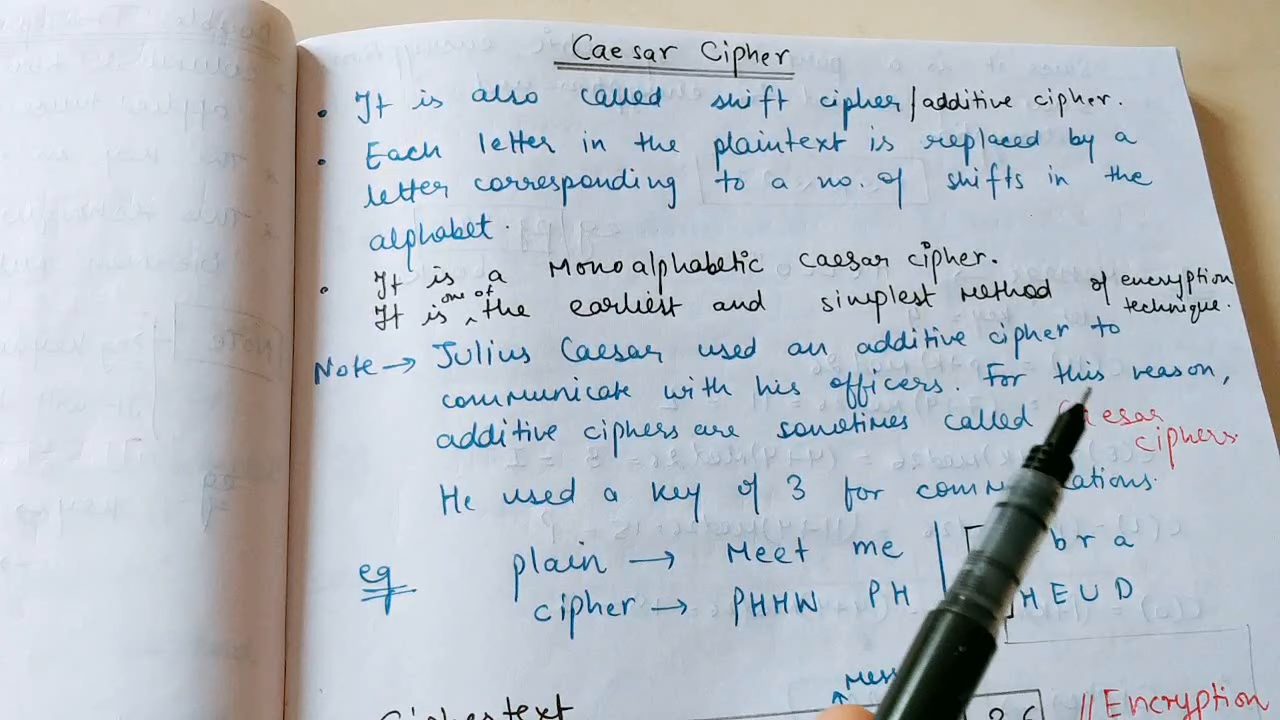 Caesar Cipher
• It is also called shift cipher/additive cipher.
• Each letter in the plaintext is replaced by a
letter corresponding to a no. of shifts in the
alphabet.
• It is a Monoalphabetic caesar cipher.
It is one of the earliest and simplest method of encryption technique.
Note → Julius Caesar used an additive cipher to
communicate with his officers. For this reason,
additive ciphers are sometimes called Caesar
ciphers
He used a key of 3 for
eg plain → Meet me | b r a
cipher → PHHW PH | H E U D
Ciphertext
// Encryption